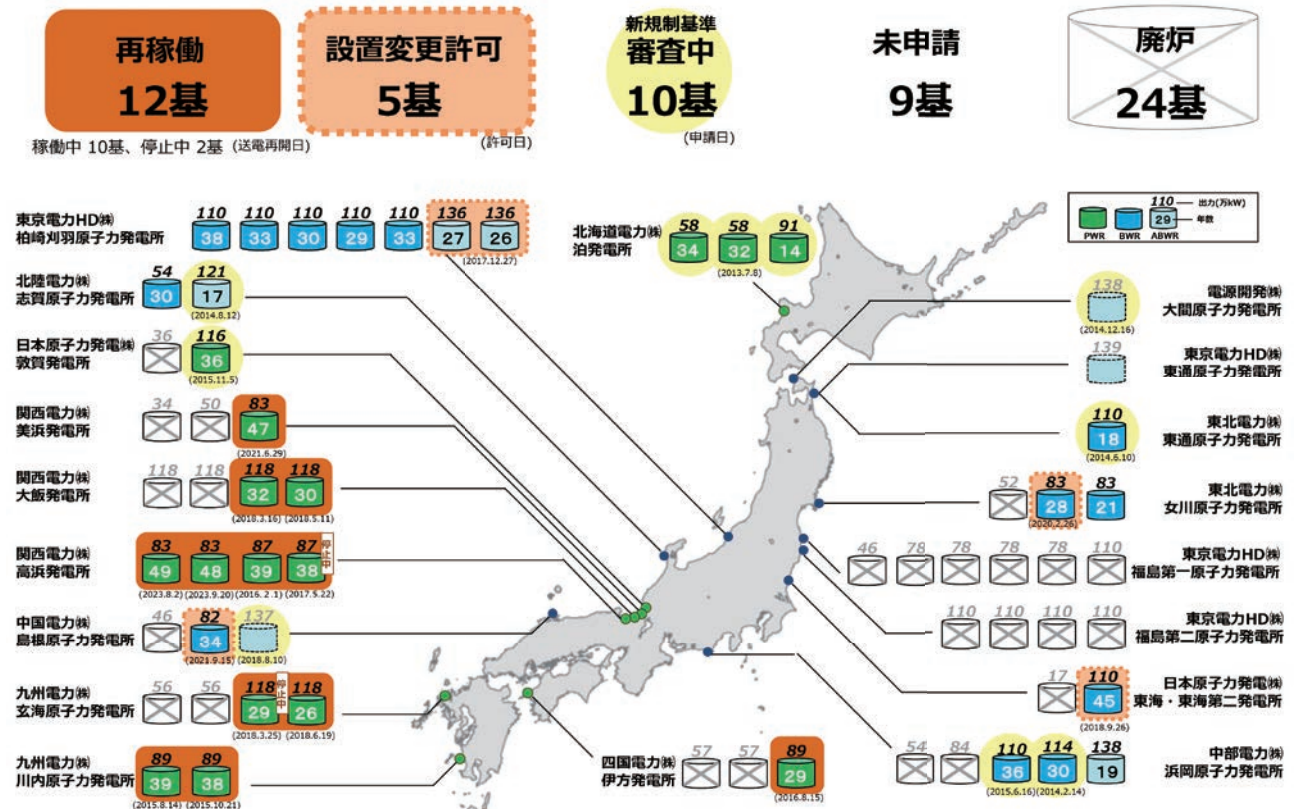 再稼働
12基
稼働中 10基、停止中 2基 (送電再開日)
設置変更許可
5基
(許可日)
新規制基準
審査中
10基
(申請日)
未申請
9基
廃炉
24基
110 出力(万kW)
29 年数
PWR BWR ABWR
東京電力HD㈱
柏崎刈羽原子力発電所
110 110 110 110 110 136 136
38 33 30 29 33 27 26
(2017.12.27)
北陸電力㈱
志賀原子力発電所
54 121
30 17
(2014.8.12)
日本原子力発電㈱
敦賀発電所
36 116
36
(2015.11.5)
関西電力㈱
美浜発電所
34 50 83
47
(2021.6.29)
関西電力㈱
大飯発電所
118 118 118 118
32 30
(2018.3.16) (2018.5.11)
関西電力㈱
高浜発電所
83 83 87 87
停止中
49 48 39 38
(2023.8.2) (2023.9.20) (2016.2.1) (2017.5.22)
中国電力㈱
島根原子力発電所
46 82 137
34
(2021.9.15) (2018.8.10)
九州電力㈱
玄海原子力発電所
56 56 118 118
停止中
29 26
(2018.3.25) (2018.6.19)
九州電力㈱
川内原子力発電所
89 89
39 38
(2015.8.14) (2015.10.21)
北海道電力㈱
泊発電所
58 58 91
34 32 14
(2013.7.8)
四国電力㈱
伊方発電所
57 57 89
29
(2016.8.15)
138
(2014.12.16)
電源開発㈱
大間原子力発電所
139
東京電力HD㈱
東通原子力発電所
110
18
(2014.6.10)
東北電力㈱
東通原子力発電所
52 83 83
28 21
(2020.2.26)
東北電力㈱
女川原子力発電所
46 78 78 78 78 110
東京電力HD㈱
福島第一原子力発電所
110 110 110 110
東京電力HD㈱
福島第二原子力発電所
17 110
45
(2018.9.26)
日本原子力発電㈱
東海・東海第二発電所
54 84 110 114 138
36 30 19
(2015.6.16) (2014.2.14)
中部電力㈱
浜岡原子力発電所